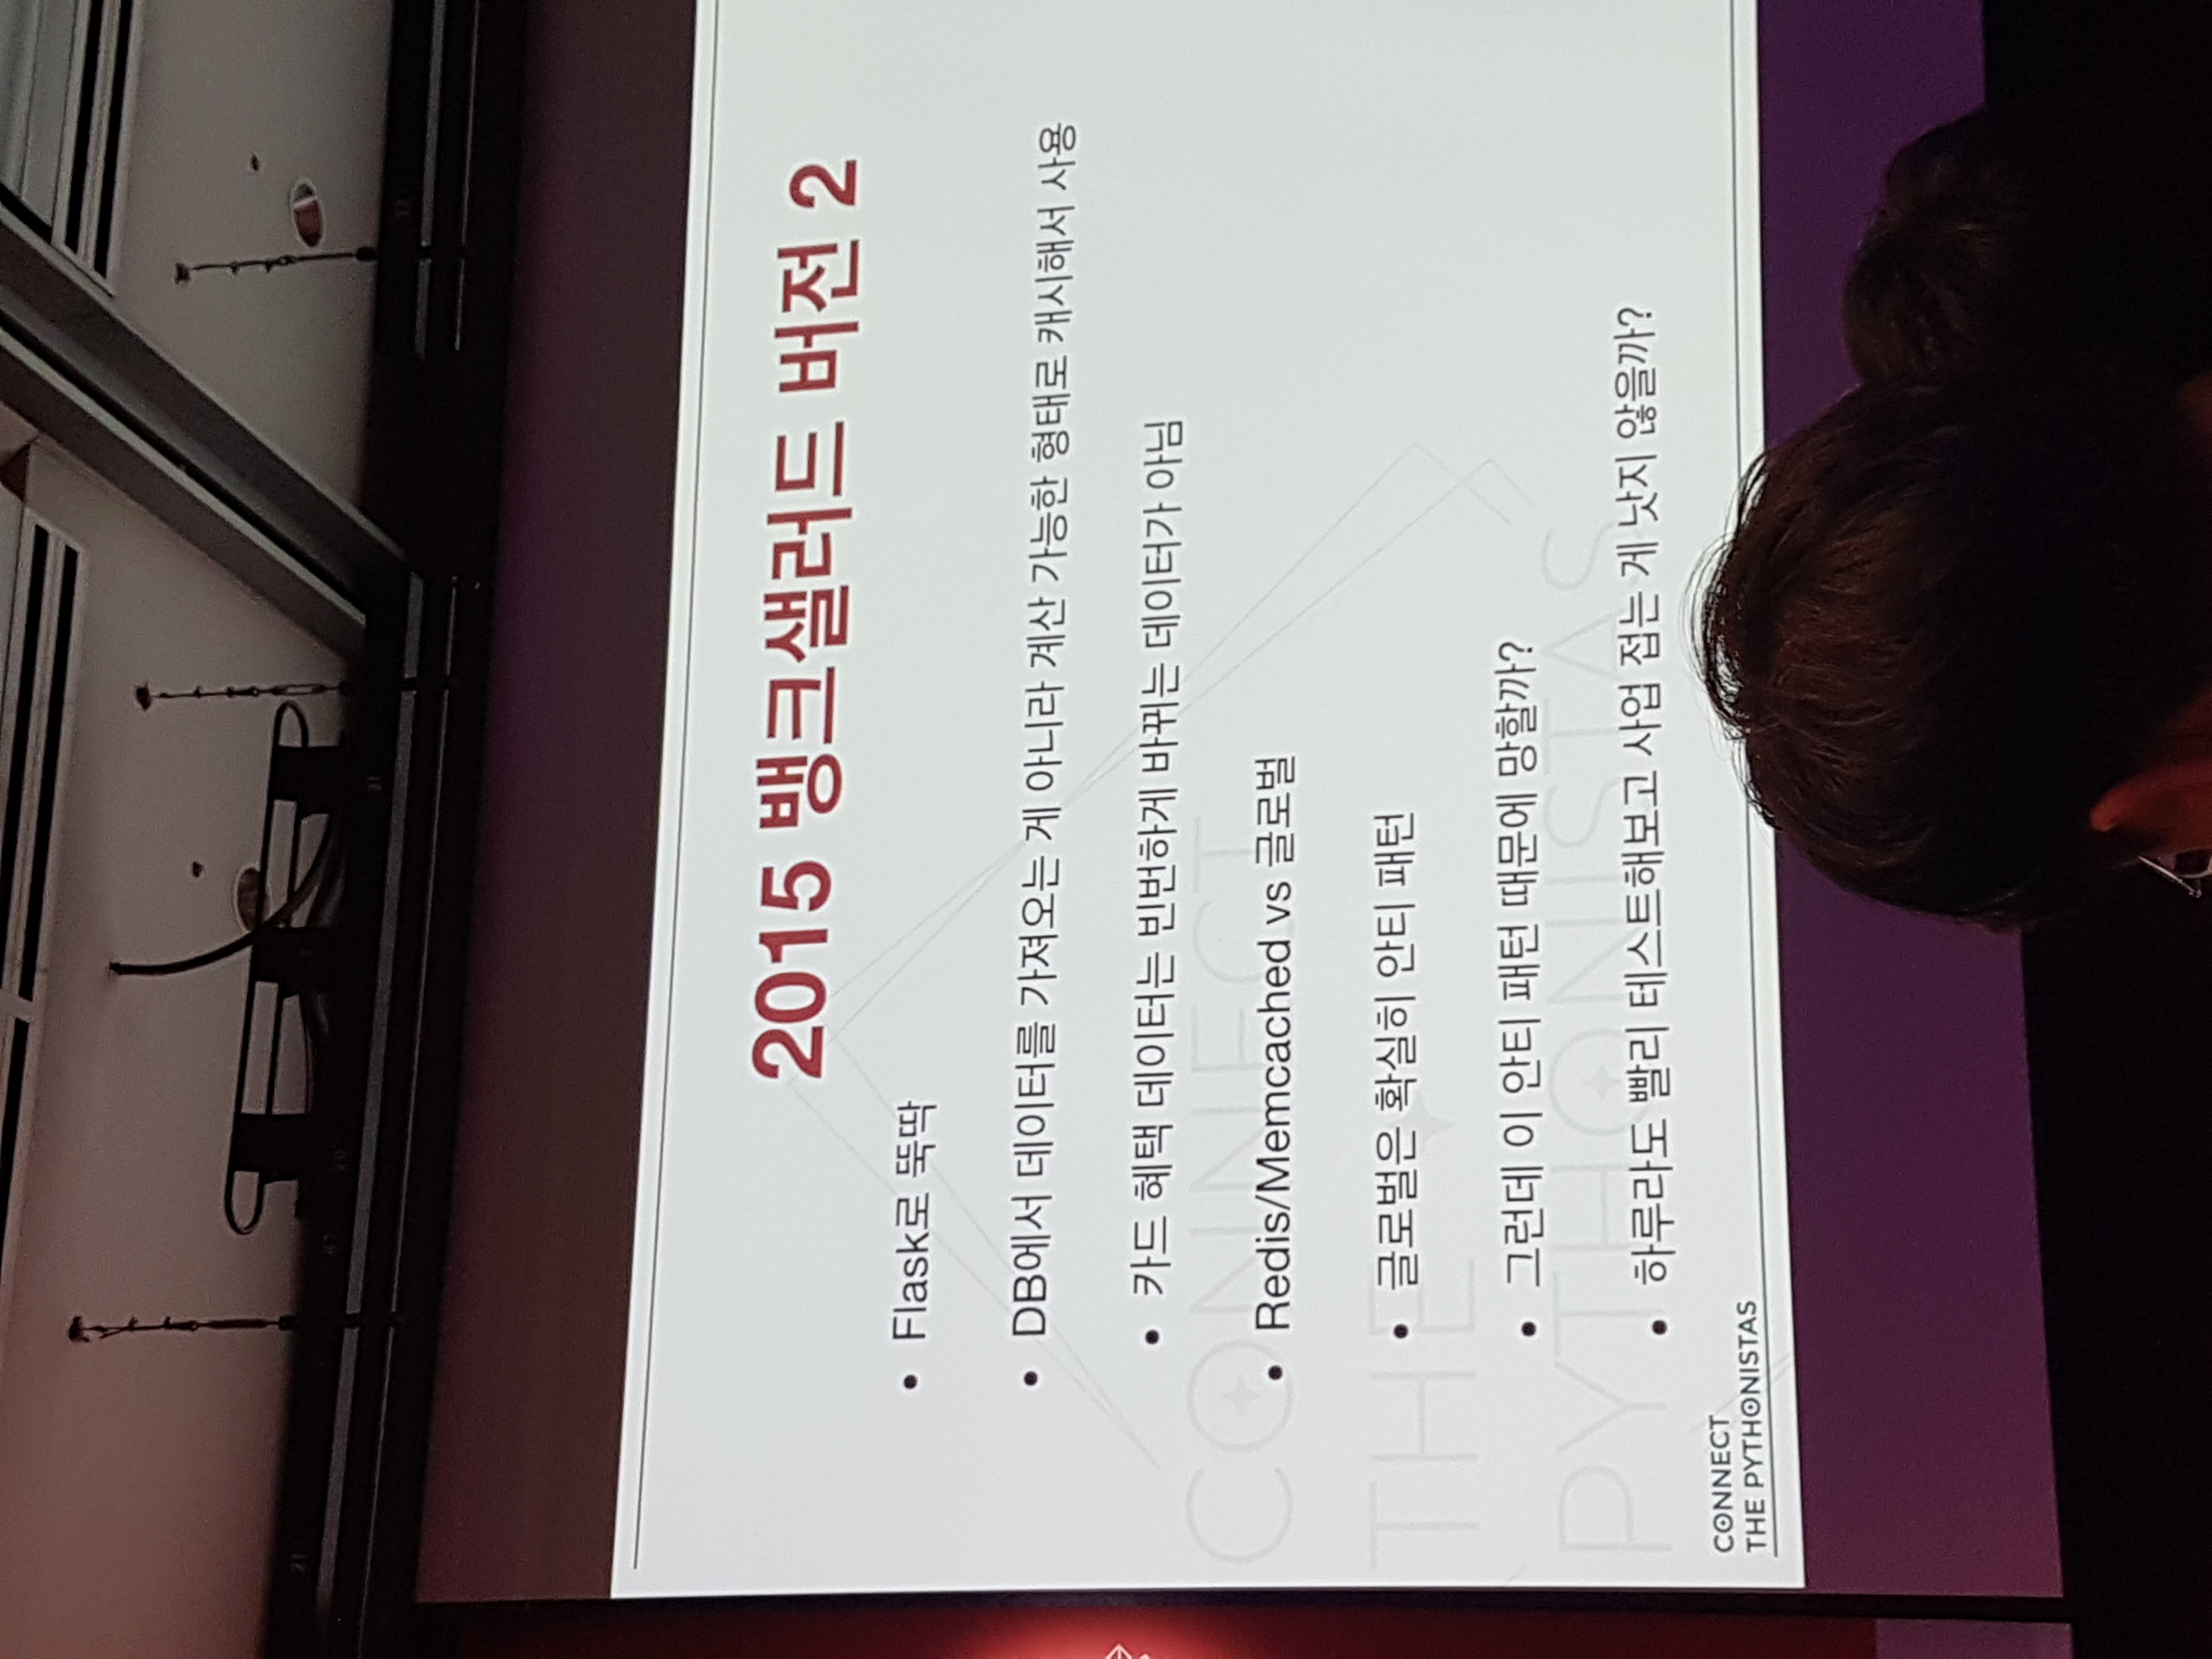 2015 뱅크샐러드 버전 2
• Flask로 뚝딱
• DB에서 데이터를 가져오는 게 아니라 계산 가능한 형태로 캐시해서 사용
• 카드 혜택 데이터는 빈번하게 바뀌는 데이터가 아님
• Redis/Memcached vs 글로벌
• 글로벌은 확실히 안티 패턴
• 그런데 이 안티 패턴 때문에 망할까?
• 하루라도 빨리 테스트해보고 사업 접는 게 낫지 않을까?
CONNECT
THE
PYTHONISTAS
CONNECT
THE PYTHONISTAS